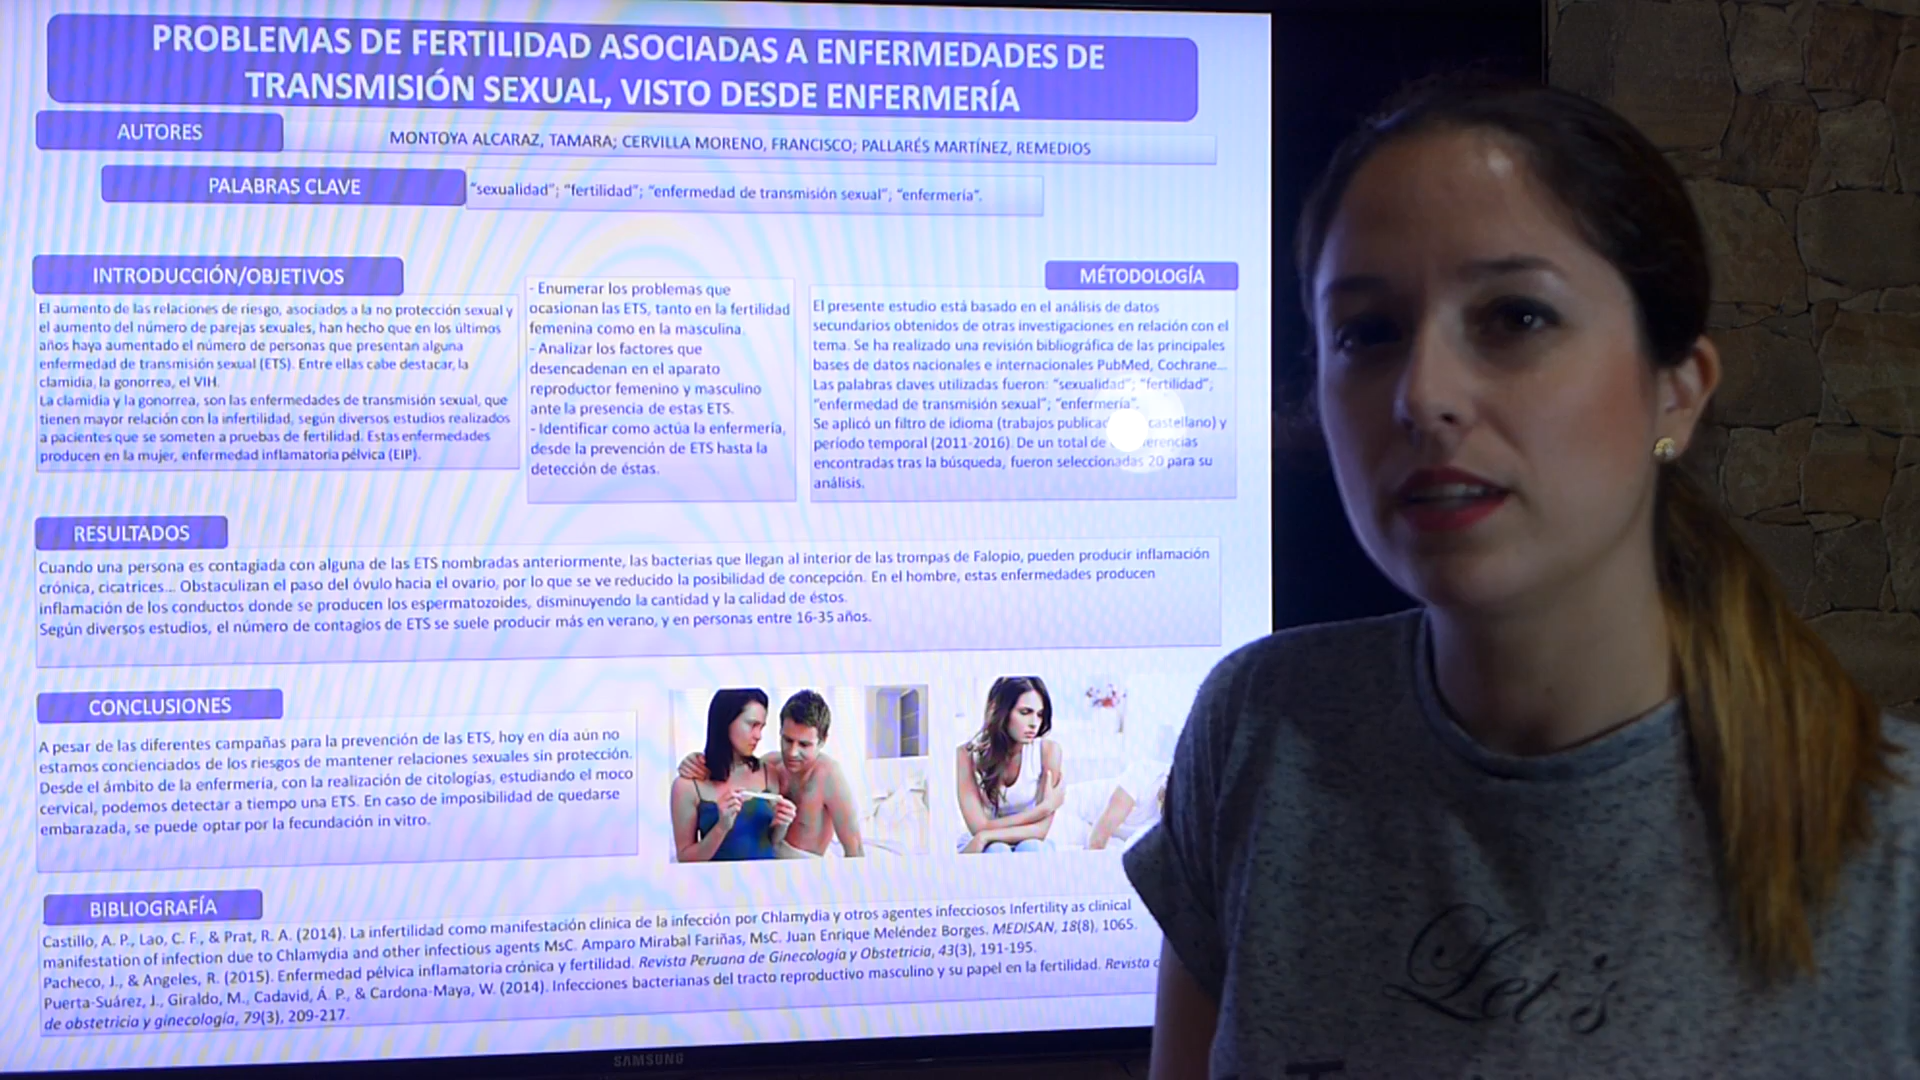 PROBLEMAS DE FERTILIDAD ASOCIADAS A ENFERMEDADES DE
TRANSMISIÓN SEXUAL, VISTO DESDE ENFERMERÍA
AUTORES
MONTOYA ALCARAZ, TAMARA; CERVILLA MORENO, FRANCISCO; PALLARÉS MARTÍNEZ, REMEDIOS
PALABRAS CLAVE
"sexualidad"; "fertilidad"; "enfermedad de transmisión sexual"; "enfermería".
INTRODUCCIÓN/OBJETIVOS
El aumento de las relaciones de riesgo, asociados a la no protección sexual y
el aumento del número de parejas sexuales, han hecho que en los últimos
años haya aumentado el número de personas que presentan alguna
enfermedad de transmisión sexual (ETS). Entre ellas cabe destacar, la
clamidia, la gonorrea, el VIH.
La clamidia y la gonorrea, son las enfermedades de transmisión sexual, que
tienen mayor relación con la infertilidad, según diversos estudios realizados
a pacientes que se someten a pruebas de fertilidad. Estas enfermedades
producen en la mujer, enfermedad inflamatoria pélvica (EIP).
- Enumerar los problemas que
ocasionan las ETS, tanto en la fertilidad
femenina como en la masculina.
- Analizar los factores que
desencadenan en el aparato
reproductor femenino y masculino
ante la presencia de estas ETS.
- Identificar como actúa la enfermería,
desde la prevención de ETS hasta la
detección de éstas.
MÉTODOLOGÍA
El presente estudio está basado en el análisis de datos
secundarios obtenidos de otras investigaciones en relación con el
tema. Se ha realizado una revisión bibliográfica de las principales
bases de datos nacionales e internacionales PubMed, Cochrane...
Las palabras claves utilizadas fueron: "sexualidad"; "fertilidad";
"enfermedad de transmisión sexual"; "enfermería".
Se aplicó un filtro de idioma (trabajos castellano) y
período temporal (2011-2016). De un total de
encontradas tras la búsqueda, fueron seleccionadas 20 para su
análisis.
RESULTADOS
Cuando una persona es contagiada con alguna de las ETS nombradas anteriormente, las bacterias que llegan al interior de las trompas de Falopio, pueden producir inflamación
crónica, cicatrices... Obstaculizan el paso del óvulo hacia el ovario, por lo que se ve reducido la posibilidad de concepción. En el hombre, estas enfermedades producen
inflamación de los conductos donde se producen los espermatozoides, disminuyendo la cantidad y la calidad de éstos.
Según diversos estudios, el número de contagios de ETS se suele producir más en verano, y en personas entre 16-35 años.
CONCLUSIONES
A pesar de las diferentes campañas para la prevención de las ETS, hoy en día aún no
estamos concienciados de los riesgos de mantener relaciones sexuales sin protección.
Desde el ámbito de la enfermería, con la realización de citologías, estudiando el moco
cervical, podemos detectar a tiempo una ETS. En caso de imposibilidad de quedarse
embarazada, se puede optar por la fecundación in vitro.
BIBLIOGRAFÍA
Castillo, A. P., Lao, C. F., & Prat, R. A. (2014). La infertilidad como manifestación clínica de la infección por Chlamydia y otros agentes infecciosos Infertility as clinical
manifestation of infection due to Chlamydia and other infectious agents MsC. Amparo Mirabal Fariñas, MsC. Juan Enrique Meléndez Borges. MEDISAN, 18(8), 1065.
Pacheco, J., & Angeles, R. (2015). Enfermedad pélvica inflamatoria crónica y fertilidad. Revista Peruana de Ginecología y Obstetricia, 43(3), 191-195.
Puerta-Suárez, J., Giraldo, M., Cadavid, Á. P., & Cardona-Maya, W. (2014). Infecciones bacterianas del tracto reproductivo masculino y su papel en la fertilidad. Revista
de obstetricia y ginecología, 79(3), 209-217.
SAMSUNG
Let's